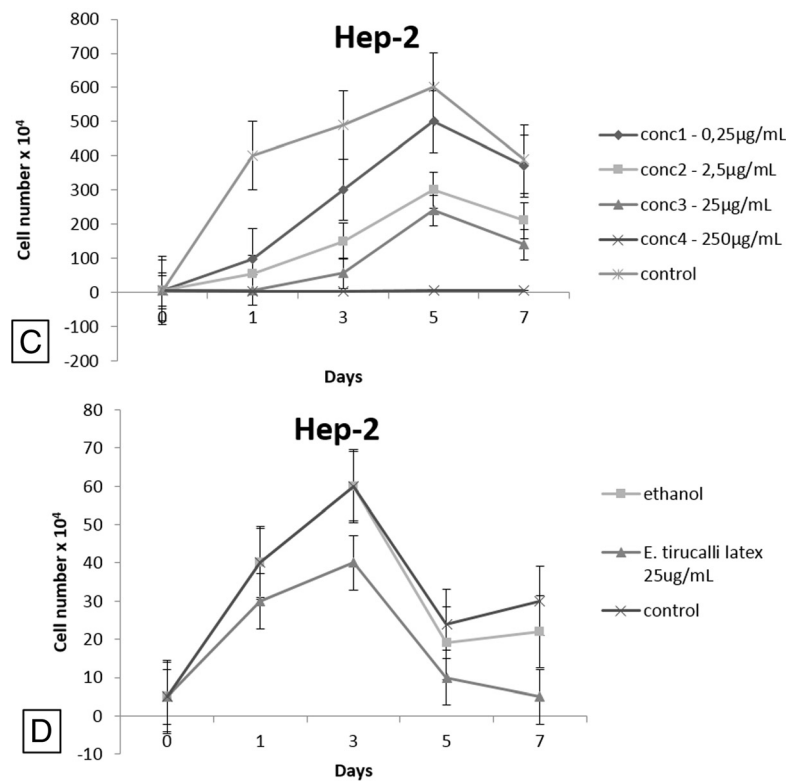 Hep-2
Cell number x 10⁴
800
700
600
500
400
300
200
100
0
-100
-200
0
1
3
5
7
Days
conc1 - 0,25µg/mL
conc2 - 2,5µg/mL
conc3 - 25µg/mL
conc4 - 250µg/mL
control
C
Hep-2
Cell number x 10⁴
80
70
60
50
40
30
20
10
0
-10
0
1
3
5
7
Days
ethanol
E. tirucalli latex
25ug/mL
control
D